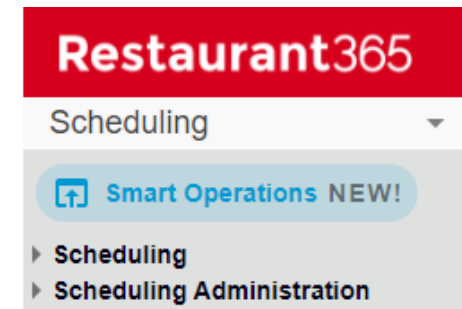 Restaurant365
Scheduling
Smart Operations NEW!
Scheduling
Scheduling Administration